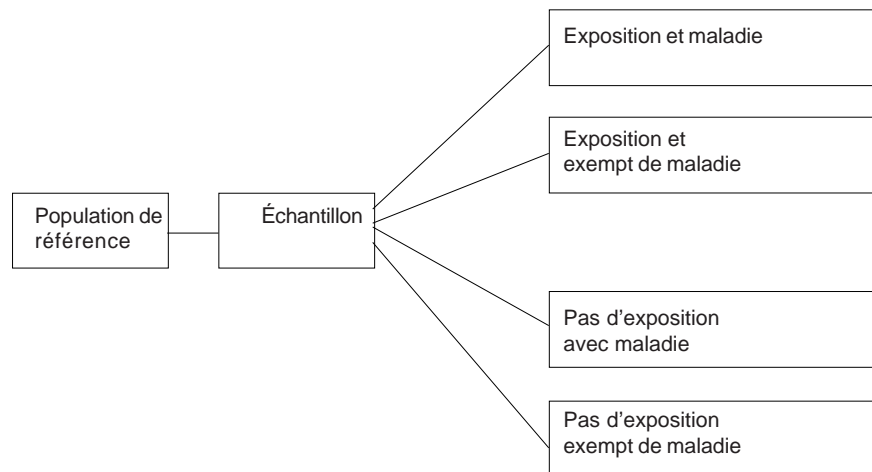 Exposition et maladie
Exposition et
exempt de maladie
Population de
référence
Échantillon
Pas d'exposition
avec maladie
Pas d'exposition
exempt de maladie